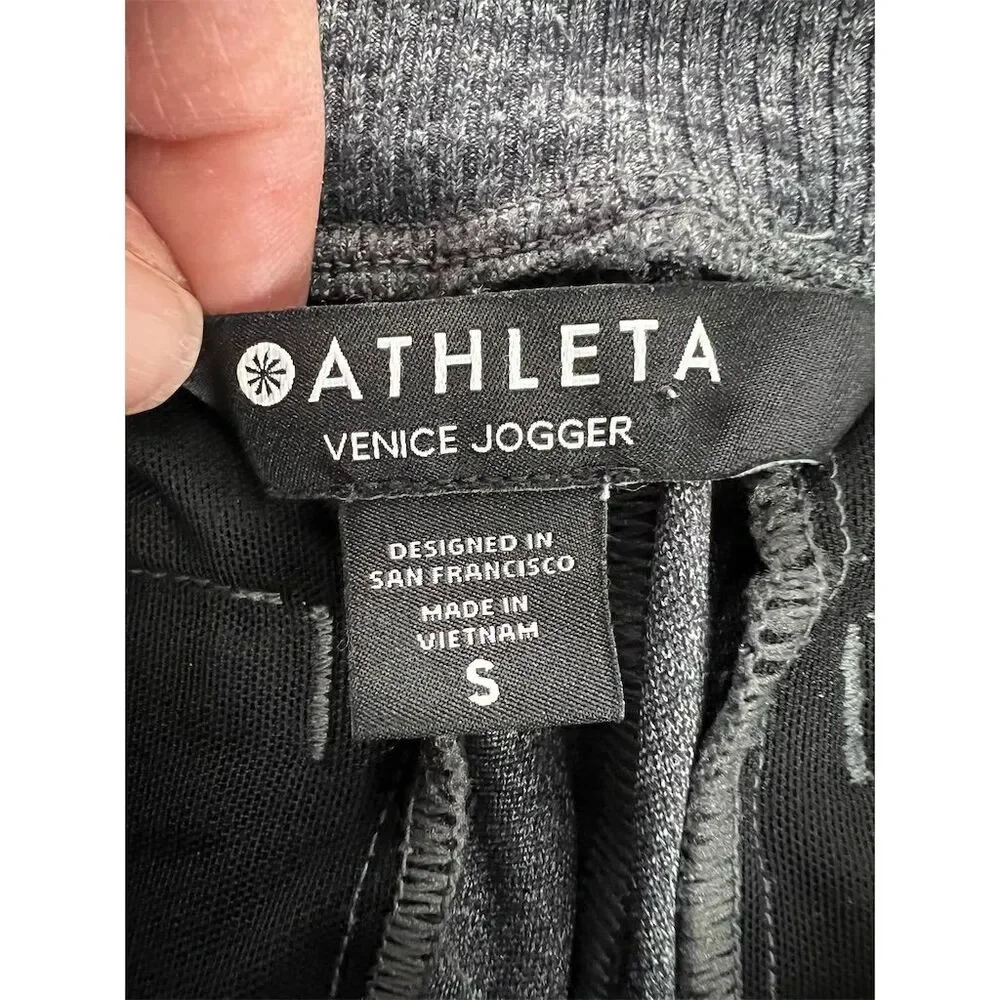 ATHLETA
VENICE JOGGER
DESIGNED IN
SAN FRANCISCO
MADE IN
VIETNAM
S